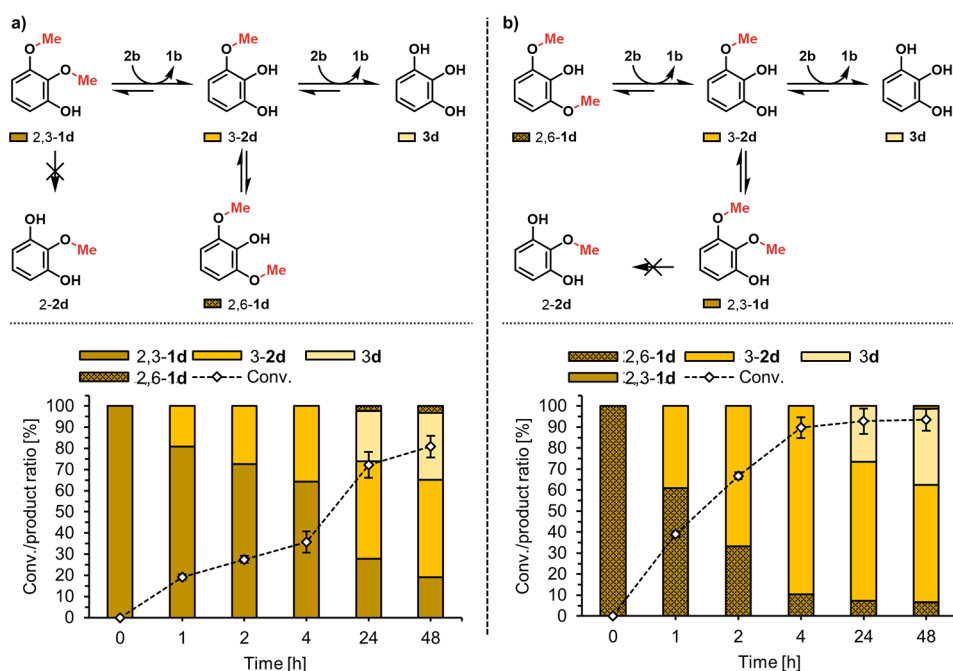 a)
Me
O
O
Me
OH
2b
1b
O
Me
OH
OH
2b
1b
OH
OH
OH
2,3-1d
3-2d
3d
OH
O
Me
OH
2-2d
Me
O
OH
O
Me
2,6-1d
2,3-1d
3-2d
3d
2,6-1d
Conv.
Conv./product ratio [%]
100
90
80
70
60
50
40
30
20
10
0
0 1 2 4 24 48
Time [h]
b)
Me
O
OH
O
Me
2b
1b
O
Me
OH
OH
2b
1b
OH
OH
OH
2,6-1d
3-2d
3d
OH
O
Me
OH
2-2d
Me
O
O
Me
OH
2,3-1d
2,6-1d
3-2d
3d
2,3-1d
Conv.
Conv./product ratio [%]
100
90
80
70
60
50
40
30
20
10
0
0 1 2 4 24 48
Time [h]